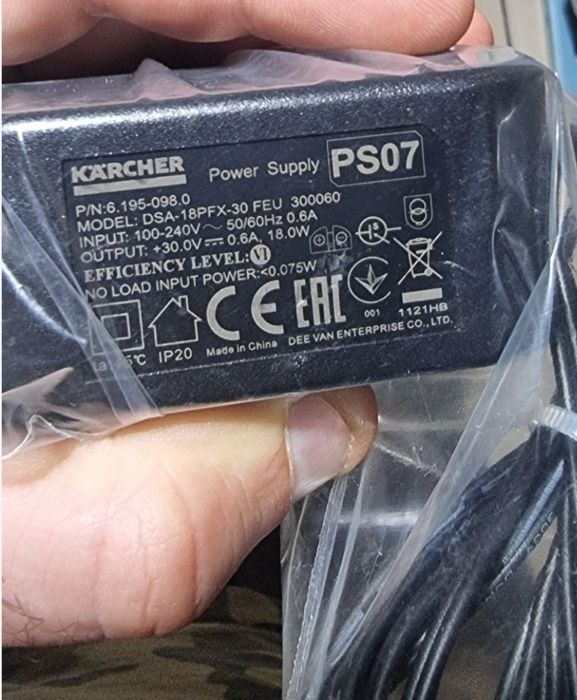 KÄRCHER Power Supply PS07
P/N:6.195-098.0
MODEL: DSA-18PFX-30 FEU 300060
INPUT: 100-240V ~ 50/60Hz 0.6A
OUTPUT: +30.0V⎓0.6A, 18.0W
EFFICIENCY LEVEL:VI
NO LOAD INPUT POWER:<0.075W
CE EAC 001 1121HB
5℃ IP20 Made in China DEE VAN ENTERPRISE CO., LTD.